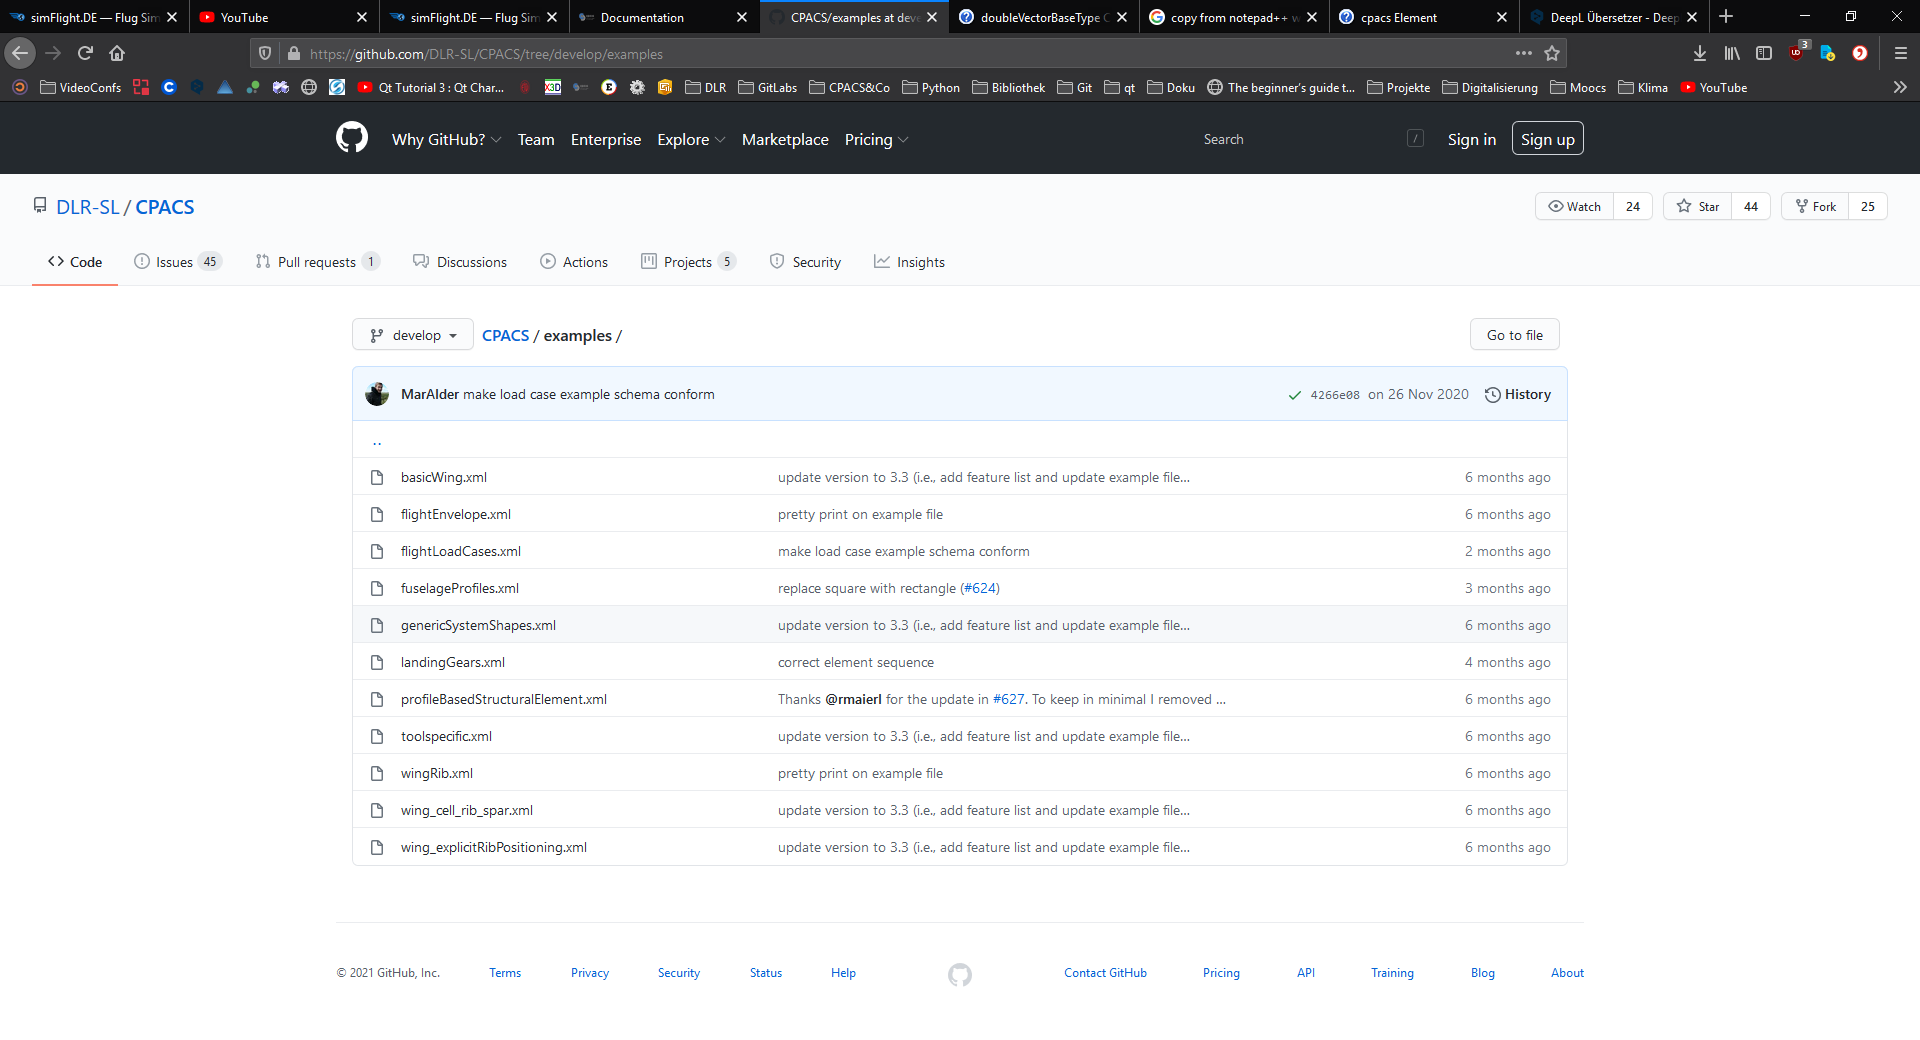 simFlight.DE — Flug Sim
YouTube
simFlight.DE — Flug Sim
Documentation
CPACS/examples at deve
doubleVectorBaseType
copy from notepad++ w
cpacs Element
DeepL Übersetzer - Deep
https://github.com/DLR-SL/CPACS/tree/develop/examples
3
VideoConfs
Qt Tutorial 3 : Qt Char...
X3D
DLR
GitLabs
CPACS&Co
Python
Bibliothek
Git
qt
Doku
The beginner's guide t...
Projekte
Digitalisierung
Moocs
Klima
YouTube
Why GitHub?
Team
Enterprise
Explore
Marketplace
Pricing
Search
/
Sign in
Sign up
DLR-SL / CPACS
Watch 24
Star 44
Fork 25
Code
Issues 45
Pull requests 1
Discussions
Actions
Projects 5
Security
Insights
develop
CPACS / examples /
Go to file
MarAlder make load case example schema conform
4266e08 on 26 Nov 2020
History
..
basicWing.xml update version to 3.3 (i.e., add feature list and update example file... 6 months ago
flightEnvelope.xml pretty print on example file 6 months ago
flightLoadCases.xml make load case example schema conform 2 months ago
fuselageProfiles.xml replace square with rectangle (#624) 3 months ago
genericSystemShapes.xml update version to 3.3 (i.e., add feature list and update example file... 6 months ago
landingGears.xml correct element sequence 4 months ago
profileBasedStructuralElement.xml Thanks @rmaierl for the update in #627. To keep in minimal I removed ... 6 months ago
toolspecific.xml update version to 3.3 (i.e., add feature list and update example file... 6 months ago
wingRib.xml pretty print on example file 6 months ago
wing_cell_rib_spar.xml update version to 3.3 (i.e., add feature list and update example file... 6 months ago
wing_explicitRibPositioning.xml update version to 3.3 (i.e., add feature list and update example file... 6 months ago
© 2021 GitHub, Inc.
Terms
Privacy
Security
Status
Help
Contact GitHub
Pricing
API
Training
Blog
About